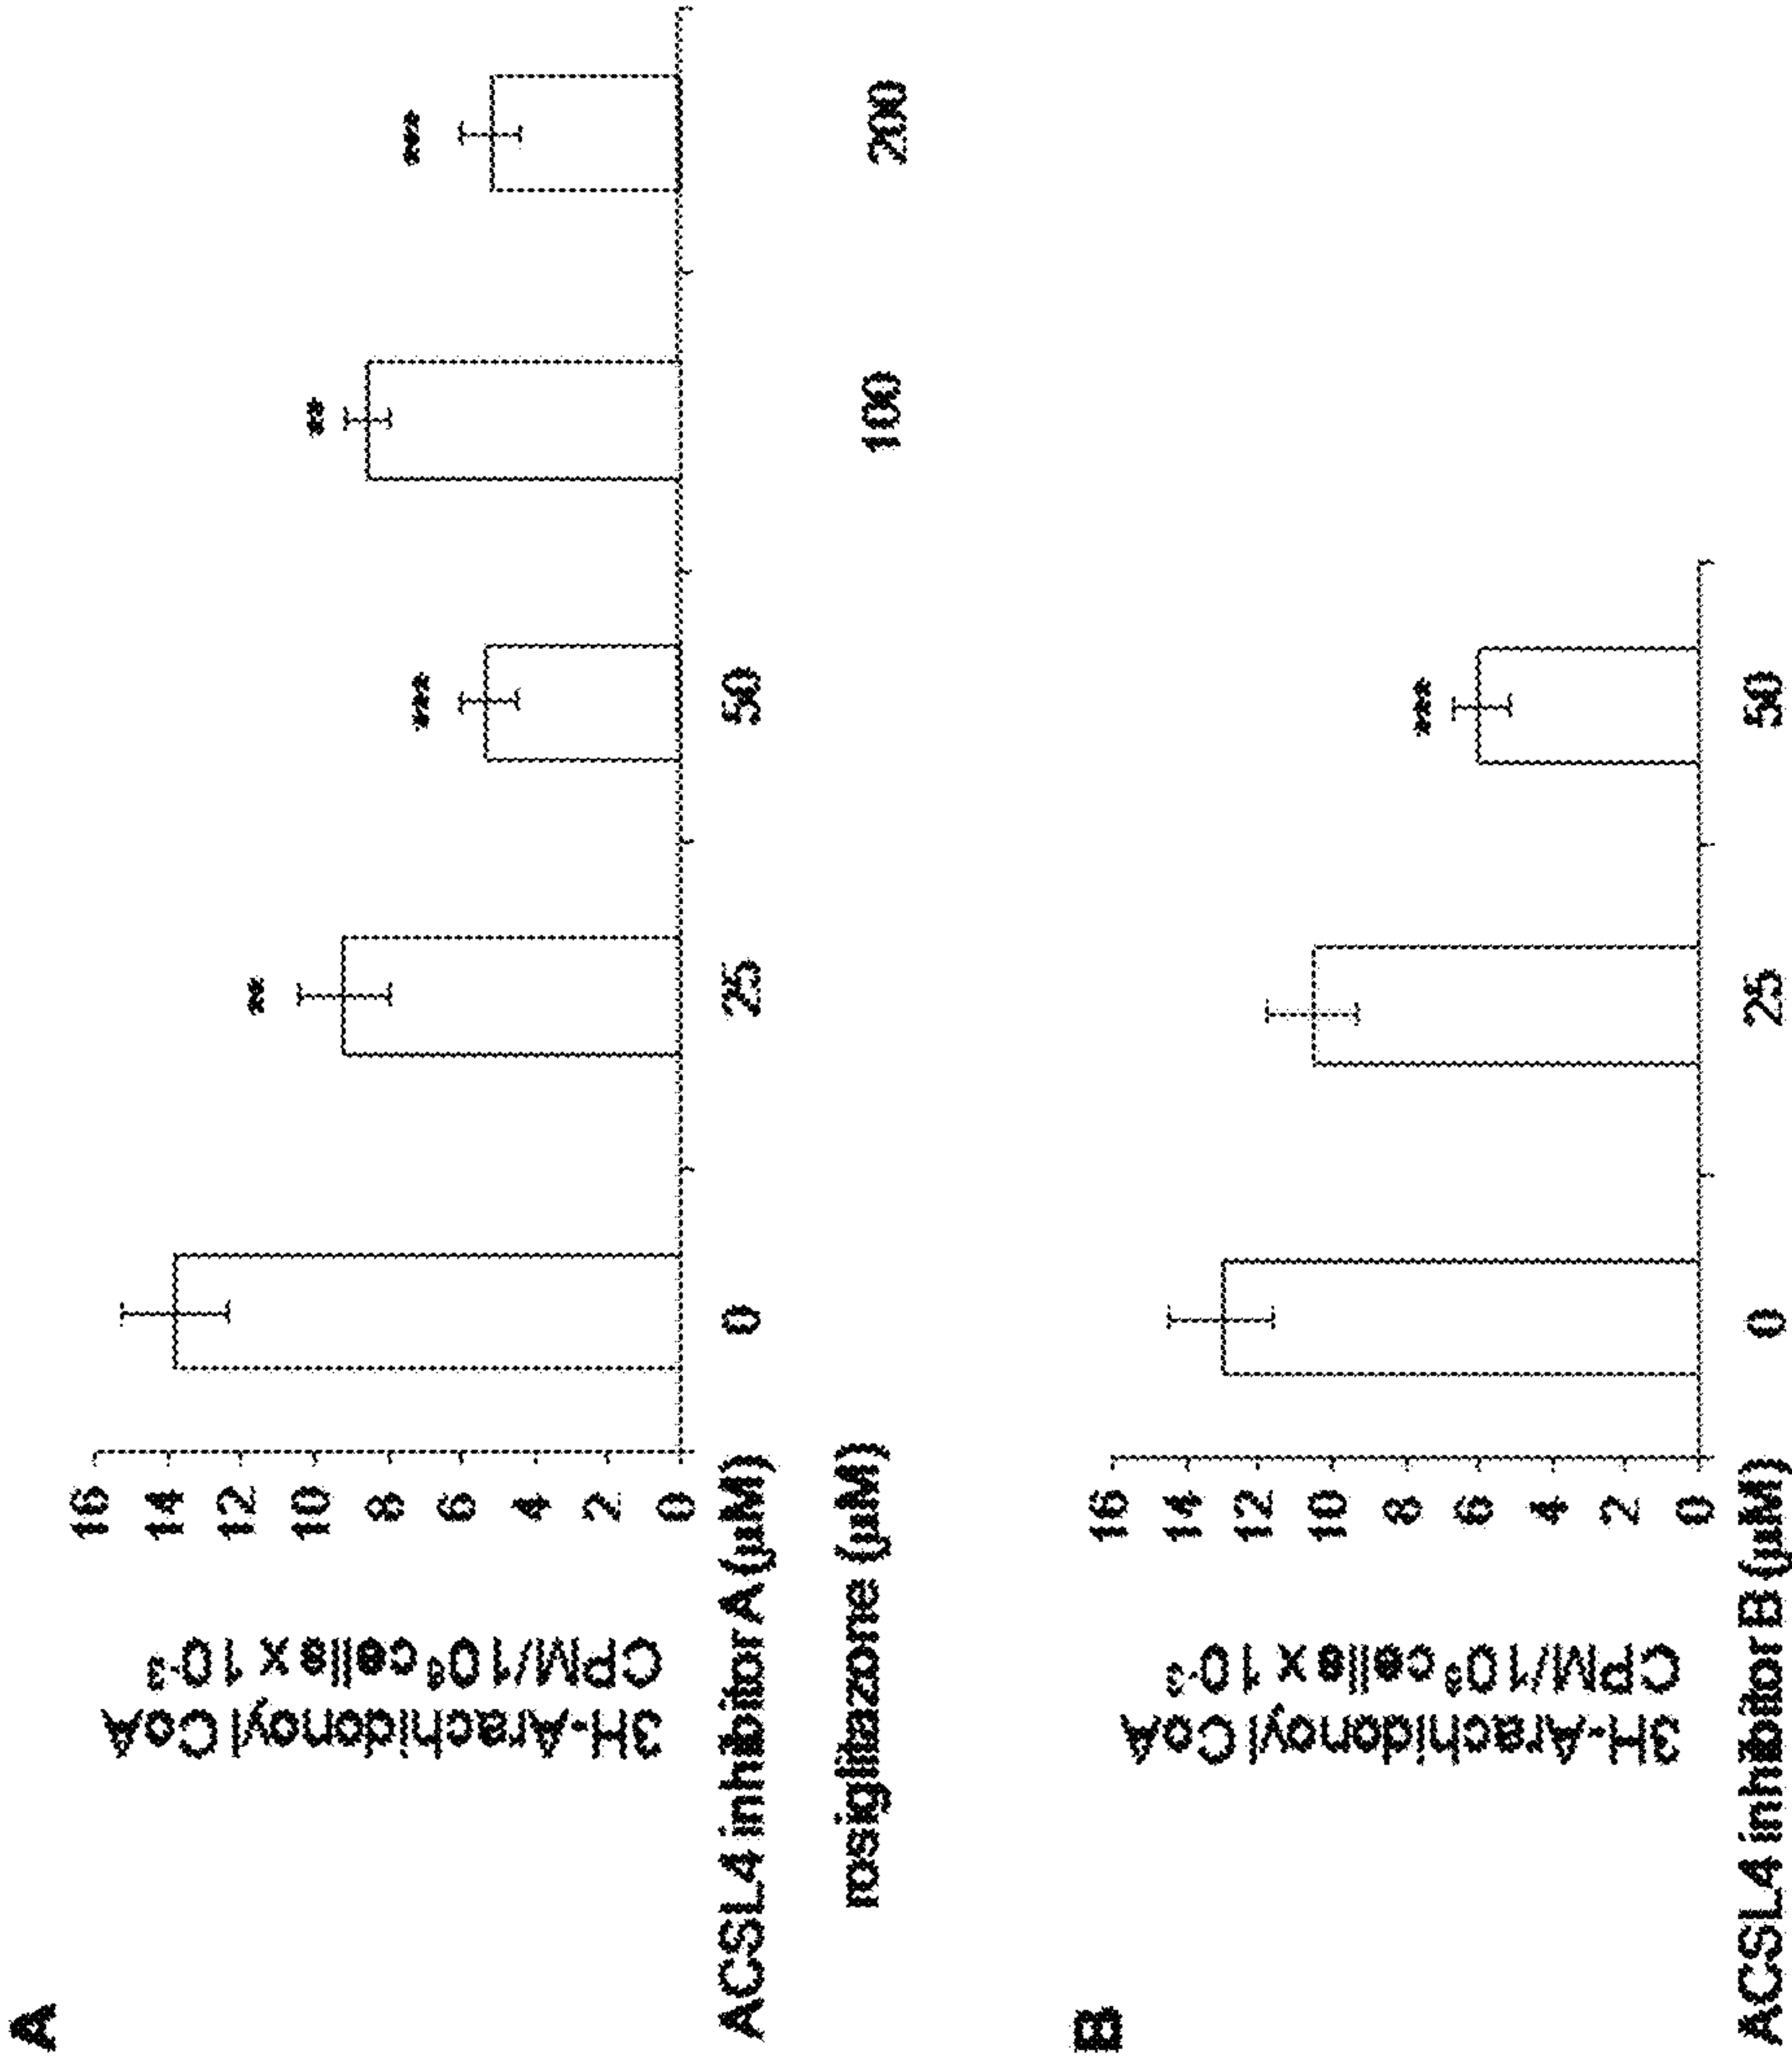 A
3H-Arachidonoyl CoA
CPM/10⁶ cells x 10⁻³
16
14
12
10
8
6
4
2
0
**
***
**
***
ACSL4 inhibitor A (µM) 0 25 50
rosiglitazone (µM) 100 200
B
3H-Arachidonoyl CoA
CPM/10⁶ cells x 10⁻³
16
14
12
10
8
6
4
2
0
***
ACSL4 inhibitor B (µM) 0 25 50